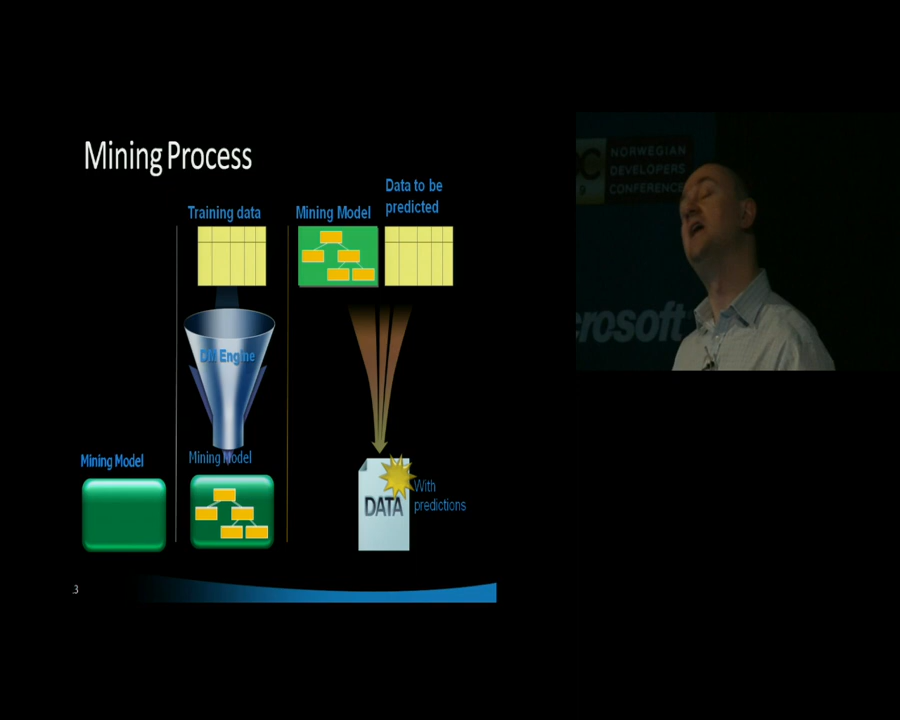 Mining Process
Training data
Mining Model
Data to be
predicted
DM Engine
Mining Model
Mining Model
DATA
With
predictions
3
NORWEGIAN
DEVELOPERS
CONFERENCE
C
9
crosoft